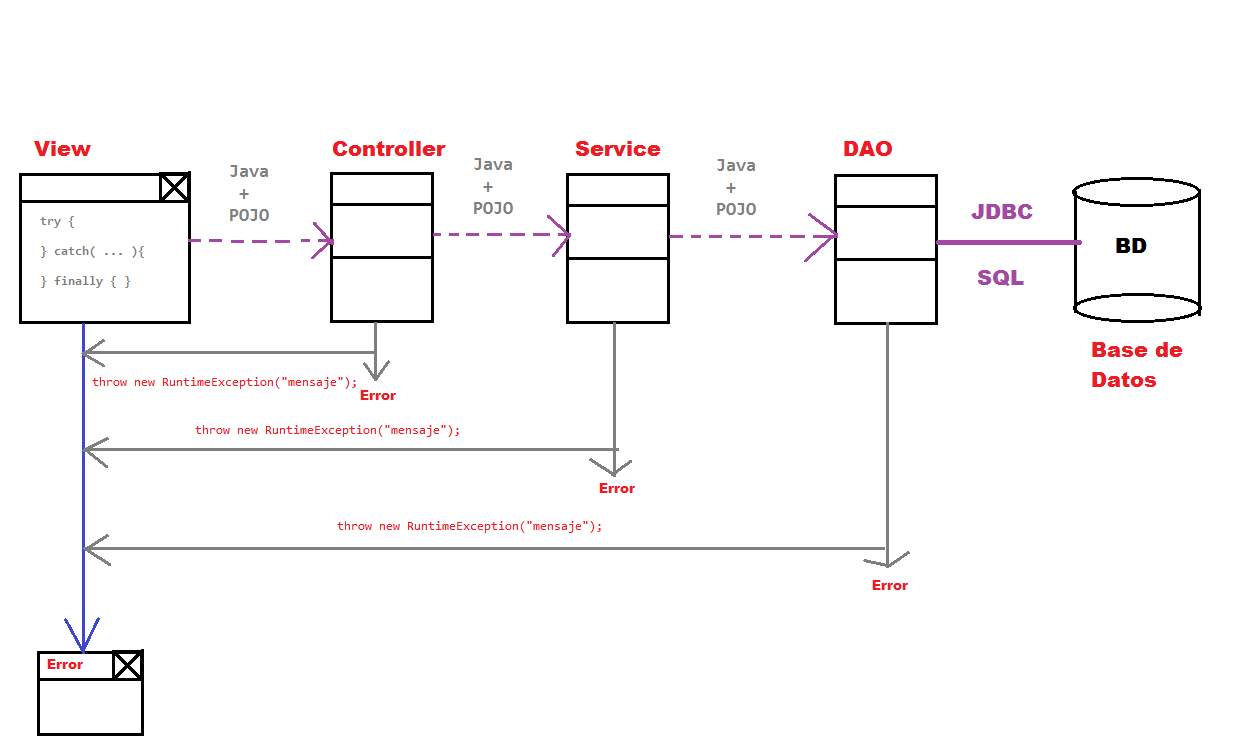 View
Controller
Service
DAO
Java
+
POJO
Java
+
POJO
Java
+
POJO
try {
} catch( ... ){
} finally { }
JDBC
SQL
BD
Base de
Datos
throw new RuntimeException("mensaje");
Error
throw new RuntimeException("mensaje");
Error
throw new RuntimeException("mensaje");
Error
Error